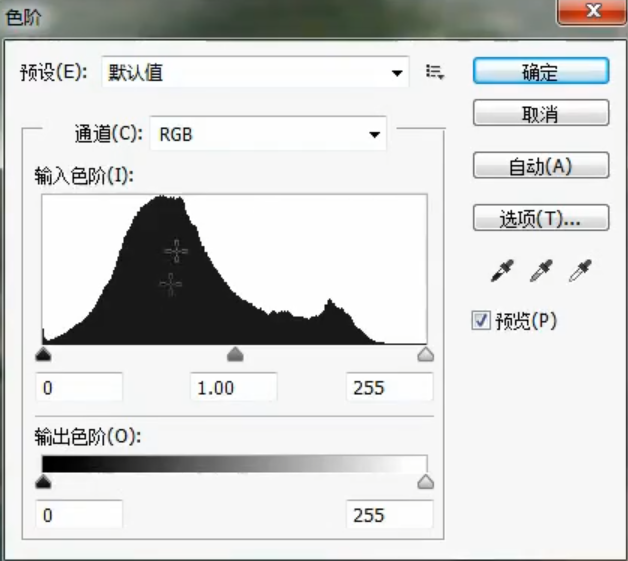 色阶
预设(E): 默认值
确定
取消
通道(C): RGB
自动(A)
输入色阶(I):
选项(T)...
预览(P)
0 1.00 255
输出色阶(O):
0 255